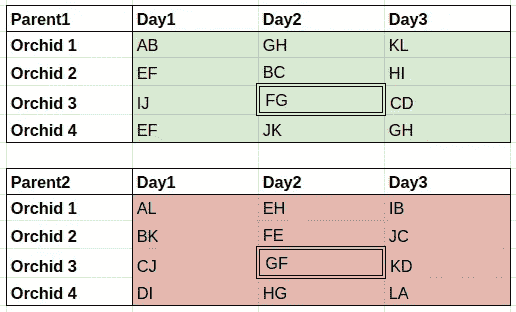 Parent1 Day1 Day2 Day3
Orchid 1 AB GH KL
Orchid 2 EF BC HI
Orchid 3 IJ FG CD
Orchid 4 EF JK GH
Parent2 Day1 Day2 Day3
Orchid 1 AL EH IB
Orchid 2 BK FE JC
Orchid 3 CJ GF KD
Orchid 4 DI HG LA